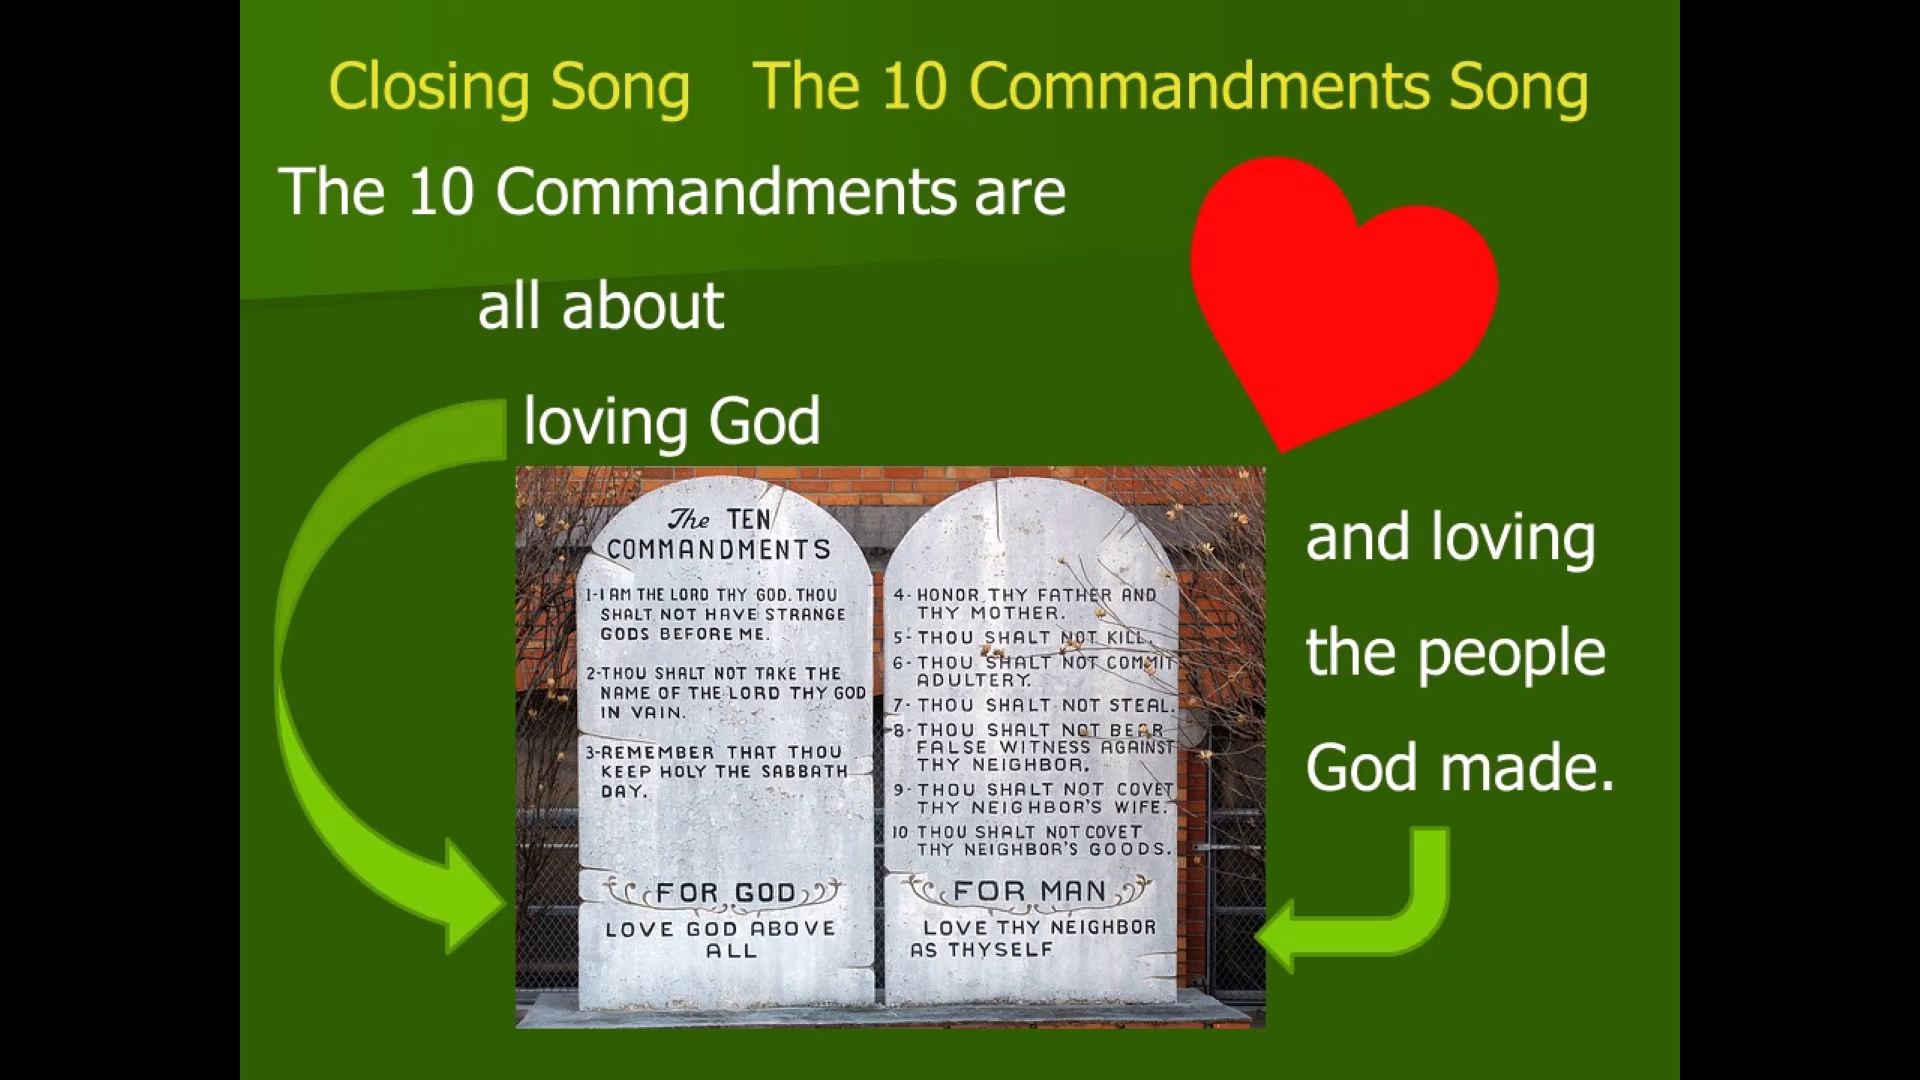 Closing Song The 10 Commandments Song
The 10 Commandments are
all about
loving God
and loving
the people
God made.
The TEN
COMMANDMENTS
1-I AM THE LORD THY GOD. THOU
SHALT NOT HAVE STRANGE
GODS BEFORE ME.
2-THOU SHALT NOT TAKE THE
NAME OF THE LORD THY GOD
IN VAIN.
3-REMEMBER THAT THOU
KEEP HOLY THE SABBATH
DAY.
FOR GOD
LOVE GOD ABOVE
ALL
4- HONOR THY FATHER AND
THY MOTHER.
5- THOU SHALT NOT KILL.
6- THOU SHALT NOT COMMIT
ADULTERY.
7- THOU SHALT NOT STEAL.
8- THOU SHALT NOT BEAR
FALSE WITNESS AGAINST
THY NEIGHBOR.
9- THOU SHALT NOT COVET
THY NEIGHBOR'S WIFE.
10 THOU SHALT NOT COVET
THY NEIGHBOR'S GOODS.
FOR MAN
LOVE THY NEIGHBOR
AS THYSELF